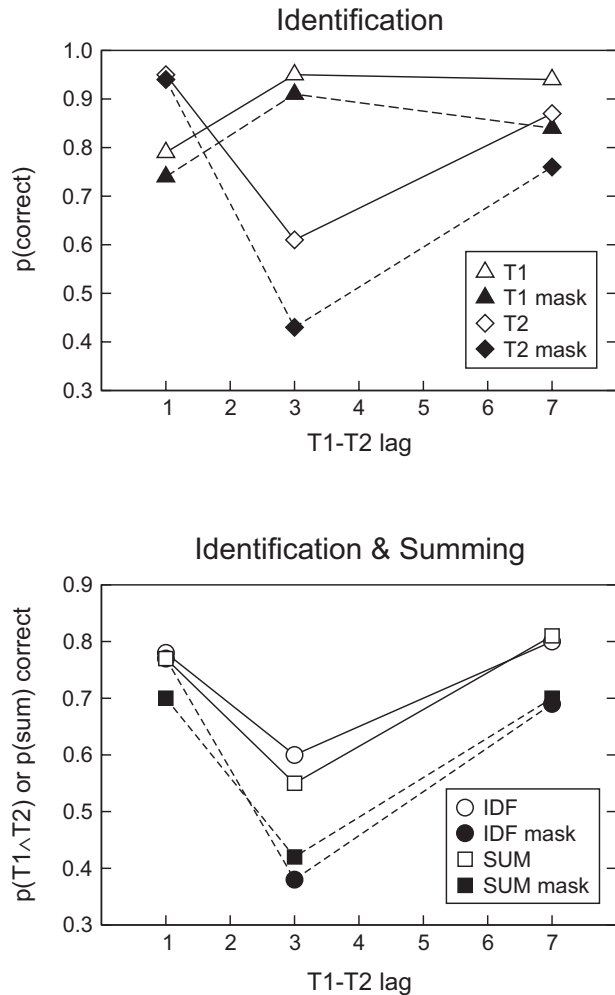 Identification
1.0
0.9
0.8
0.7
0.6
0.5
0.4
0.3
p(correct)
T1
T1 mask
T2
T2 mask
1 2 3 4 5 6 7
T1-T2 lag
Identification & Summing
0.9
0.8
0.7
0.6
0.5
0.4
0.3
p(T1∧T2) or p(sum) correct
IDF
IDF mask
SUM
SUM mask
1 2 3 4 5 6 7
T1-T2 lag